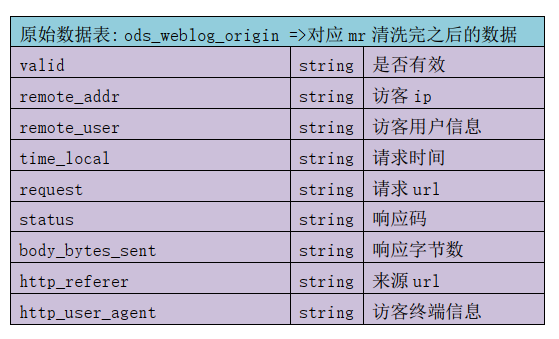 原始数据表: ods_weblog_origin =>对应 mr 清洗完之后的数据
valid string 是否有效
remote_addr string 访客 ip
remote_user string 访客用户信息
time_local string 请求时间
request string 请求 url
status string 响应码
body_bytes_sent string 响应字节数
http_referer string 来源 url
http_user_agent string 访客终端信息